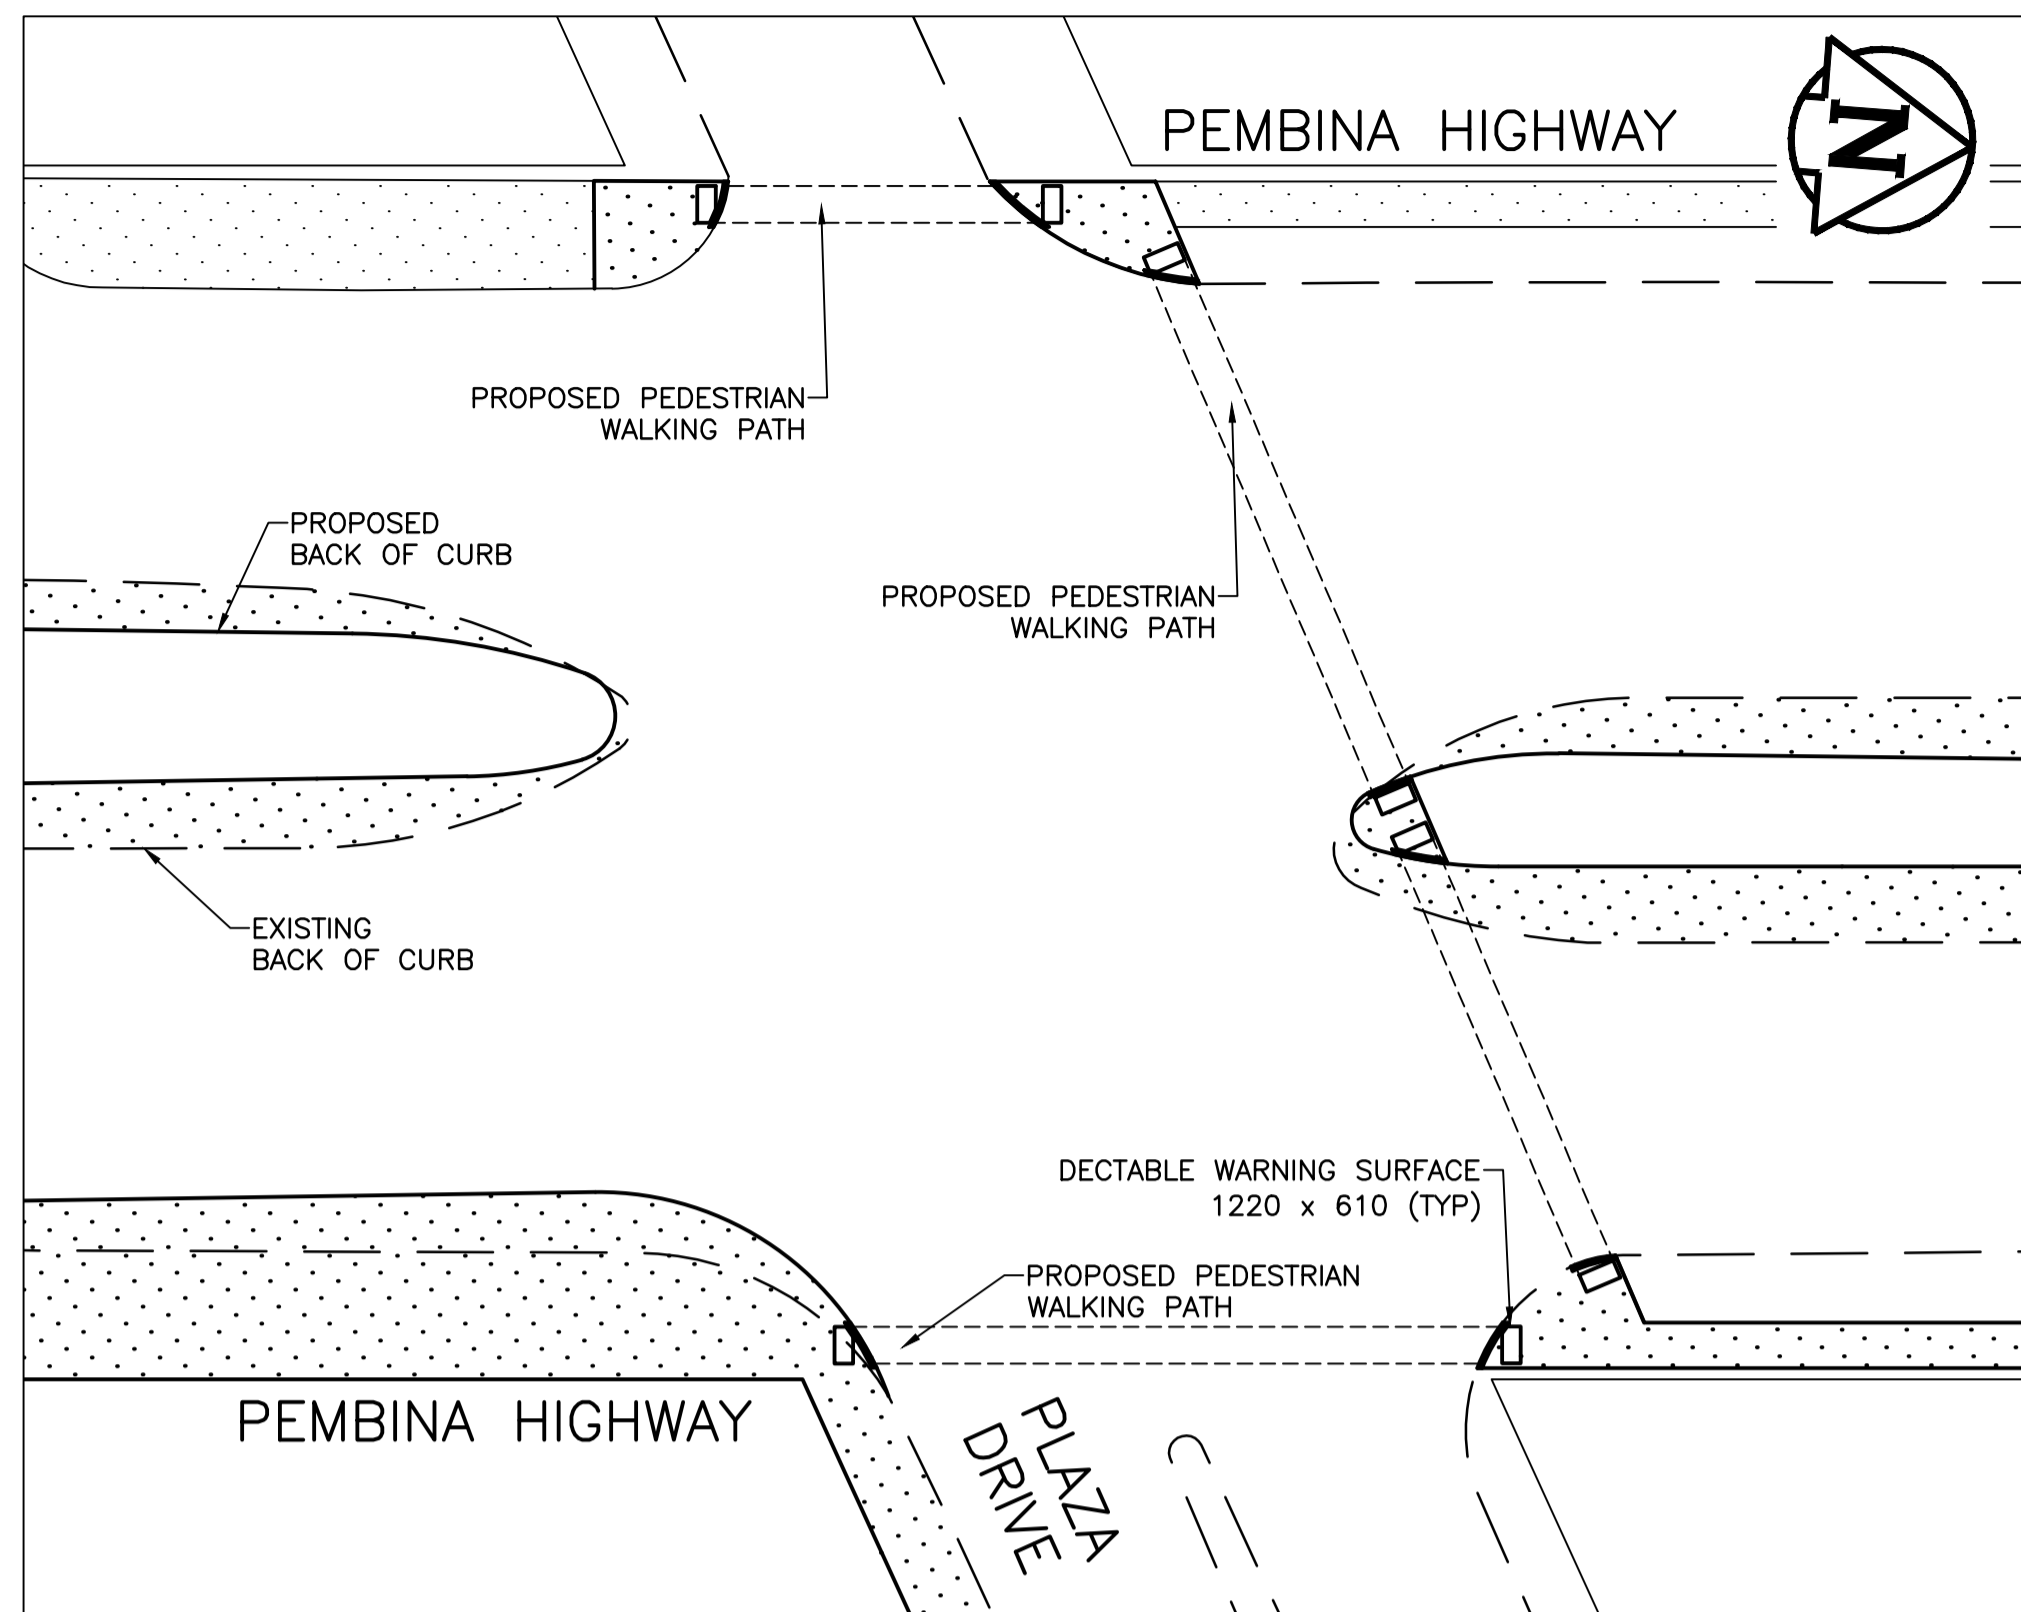 PEMBINA HIGHWAY
N
PROPOSED PEDESTRIAN
WALKING PATH
PROPOSED
BACK OF CURB
PROPOSED PEDESTRIAN
WALKING PATH
EXISTING
BACK OF CURB
DECTABLE WARNING SURFACE
1220 x 610 (TYP)
PROPOSED PEDESTRIAN
WALKING PATH
PEMBINA HIGHWAY
PLAZA
DRIVE